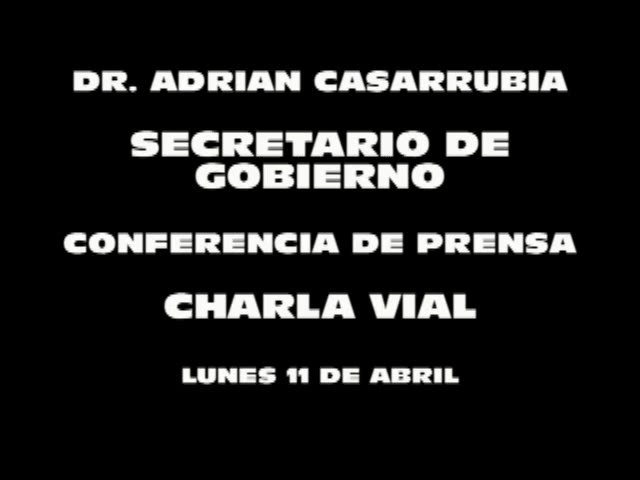 DR. ADRIAN CASARRUBIA
SECRETARIO DE
GOBIERNO
CONFERENCIA DE PRENSA
CHARLA VIAL
LUNES 11 DE ABRIL